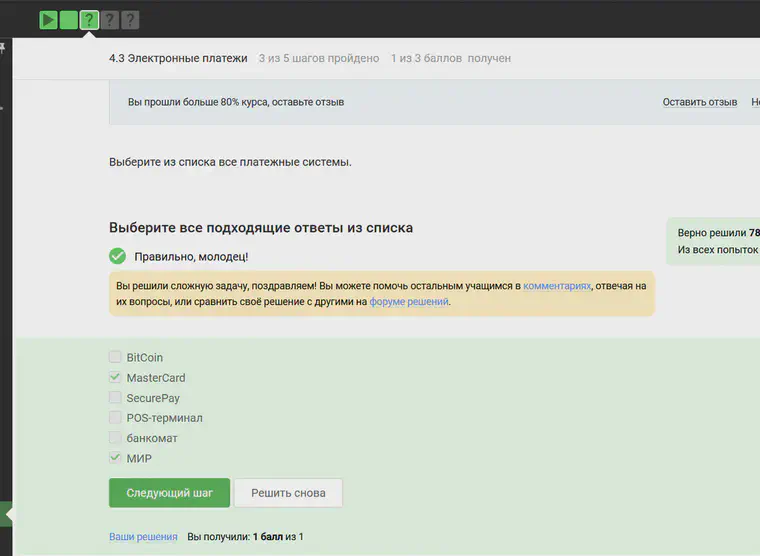 ? ? ?
4.3 Электронные платежи 3 из 5 шагов пройдено 1 из 3 баллов получен
Вы прошли больше 80% курса, оставьте отзыв Оставить отзыв
Выберите из списка все платежные системы.
Выберите все подходящие ответы из списка
Верно решили 78
Правильно, молодец!
Из всех попыток
Вы решили сложную задачу, поздравляем! Вы можете помочь остальным учащимся в комментариях, отвечая на
их вопросы, или сравнить своё решение с другими на форуме решений.
BitCoin
MasterCard
SecurePay
POS-терминал
банкомат
МИР
Следующий шаг Решить снова
Ваши решения Вы получили: 1 балл из 1